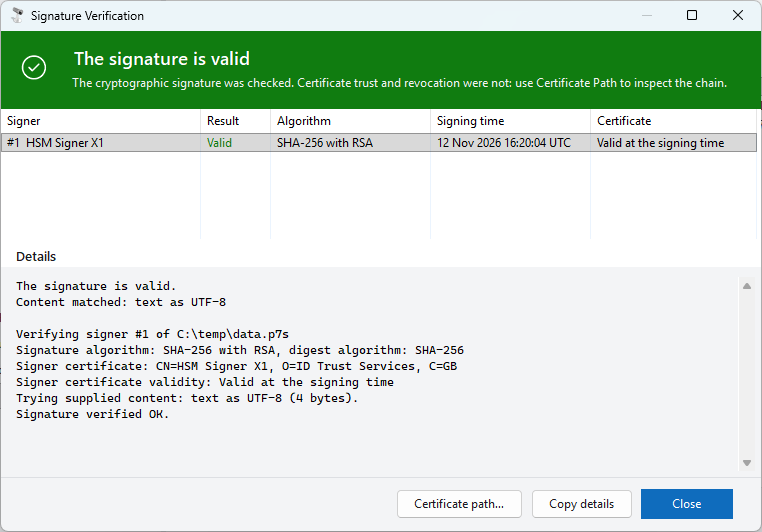 Signature Verification
The signature is valid
The cryptographic signature was checked. Certificate trust and revocation were not: use Certificate Path to inspect the chain.
Signer Result Algorithm Signing time Certificate
#1 HSM Signer X1 Valid SHA-256 with RSA 12 Nov 2026 16:20:04 UTC Valid at the signing time
Details
The signature is valid.
Content matched: text as UTF-8
Verifying signer #1 of C:\temp\data.p7s
Signature algorithm: SHA-256 with RSA, digest algorithm: SHA-256
Signer certificate: CN=HSM Signer X1, O=ID Trust Services, C=GB
Signer certificate validity: Valid at the signing time
Trying supplied content: text as UTF-8 (4 bytes).
Signature verified OK.
Certificate path... Copy details Close